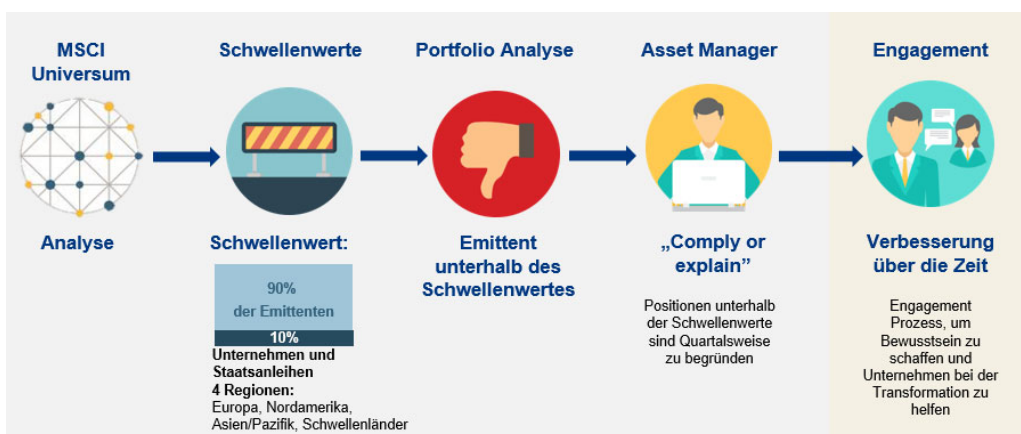 MSCI
Universum
Analyse
Schwellenwerte
Schwellenwert:
90%
der Emittenten
10%
Unternehmen und
Staatsanleihen
4 Regionen:
Europa, Nordamerika,
Asien/Pazifik, Schwellenländer
Portfolio Analyse
Emittent
unterhalb des
Schwellenwertes
Asset Manager
„Comply or
explain”
Positionen unterhalb
der Schwellenwerte
sind Quartalsweise
zu begründen
Engagement
Verbesserung
über die Zeit
Engagement
Prozess, um
Bewusstsein zu
schaffen und
Unternehmen bei der
Transformation zu
helfen